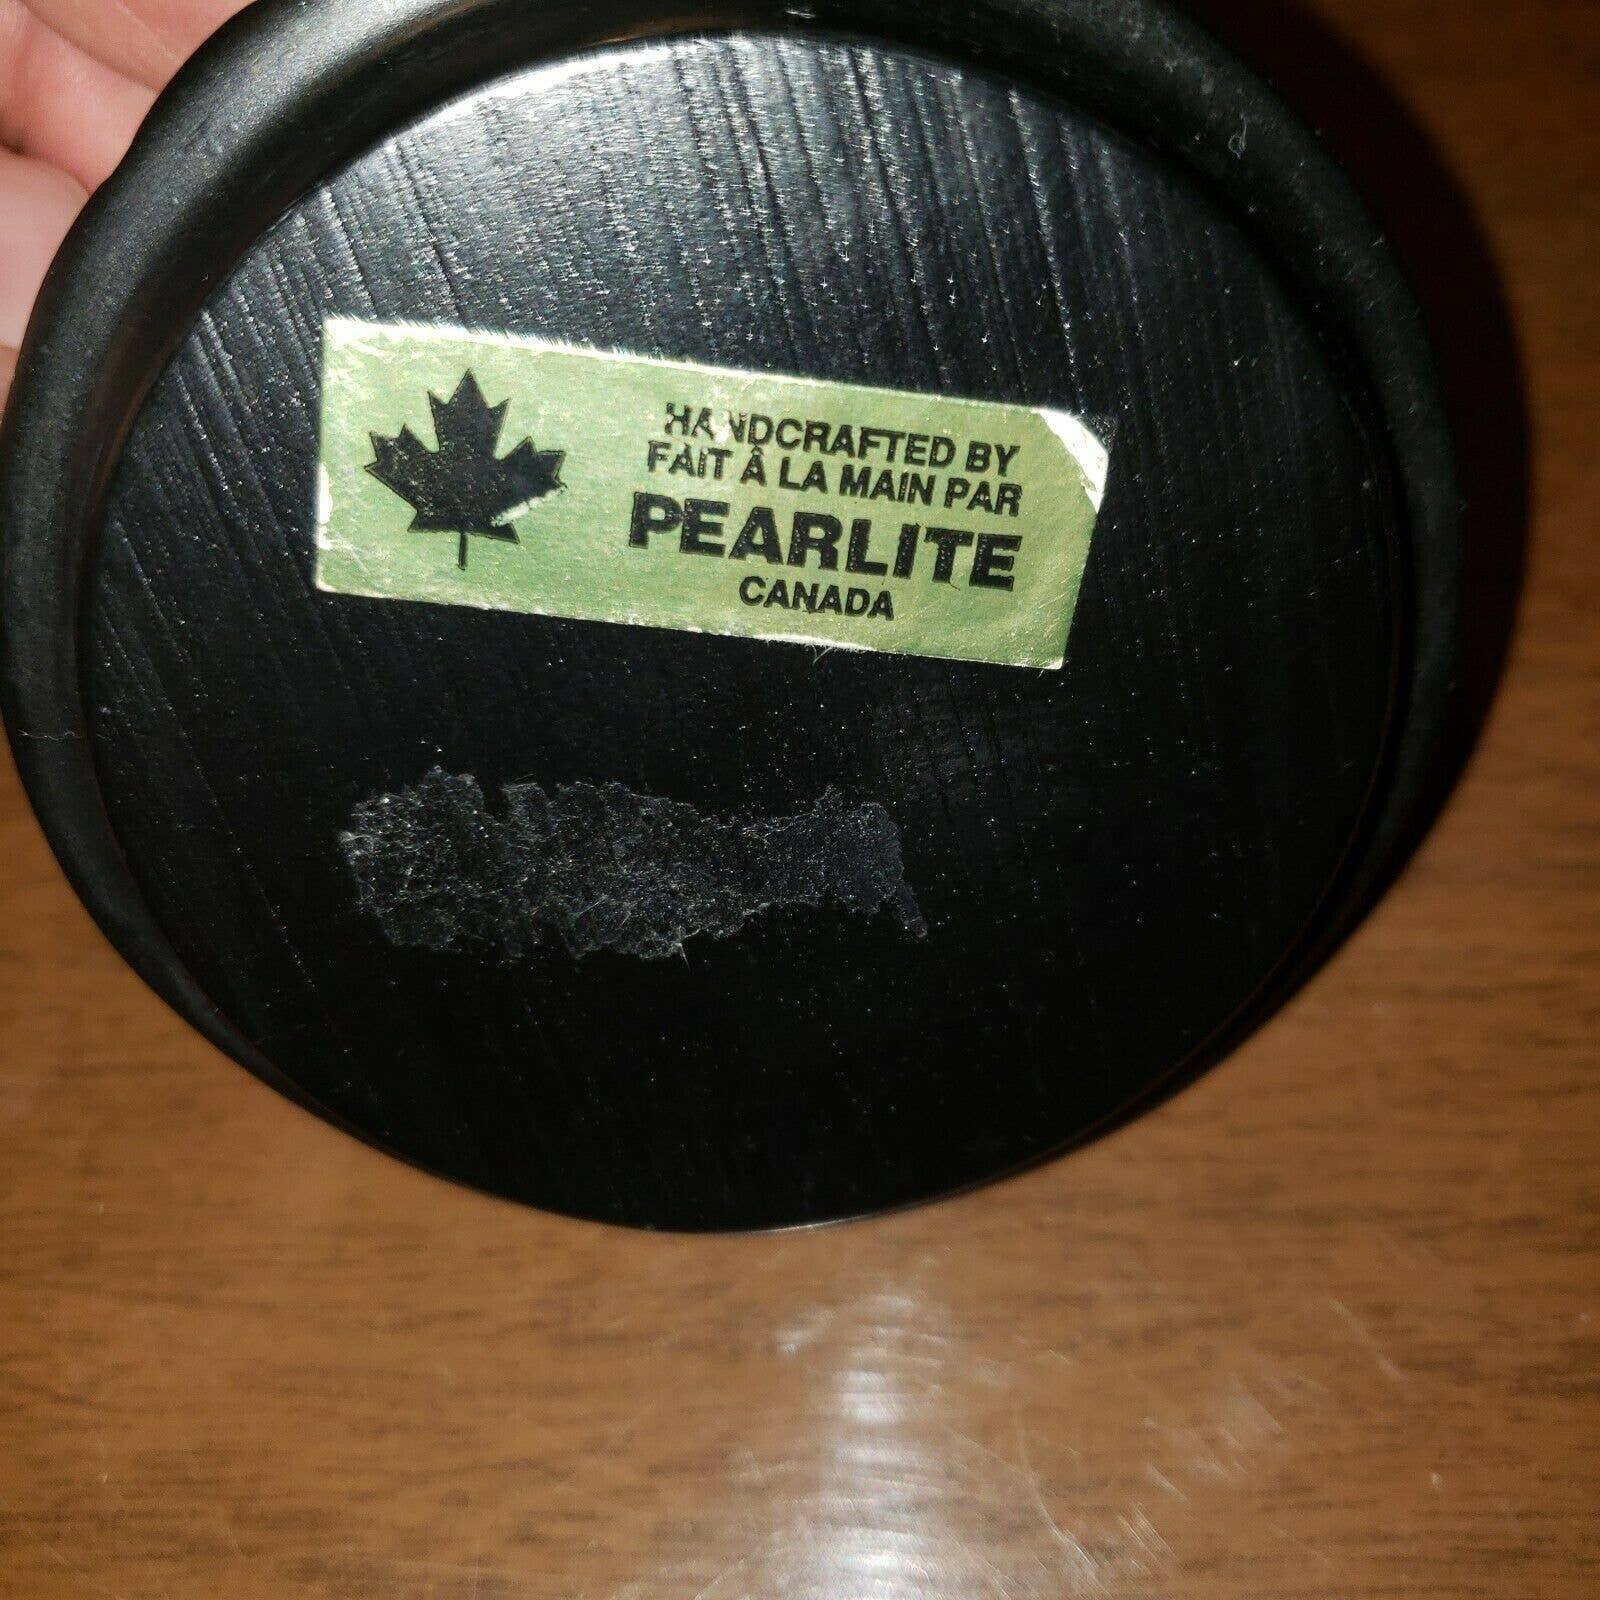 HANDCRAFTED BY
FAIT À LA MAIN PAR
PEARLITE
CANADA